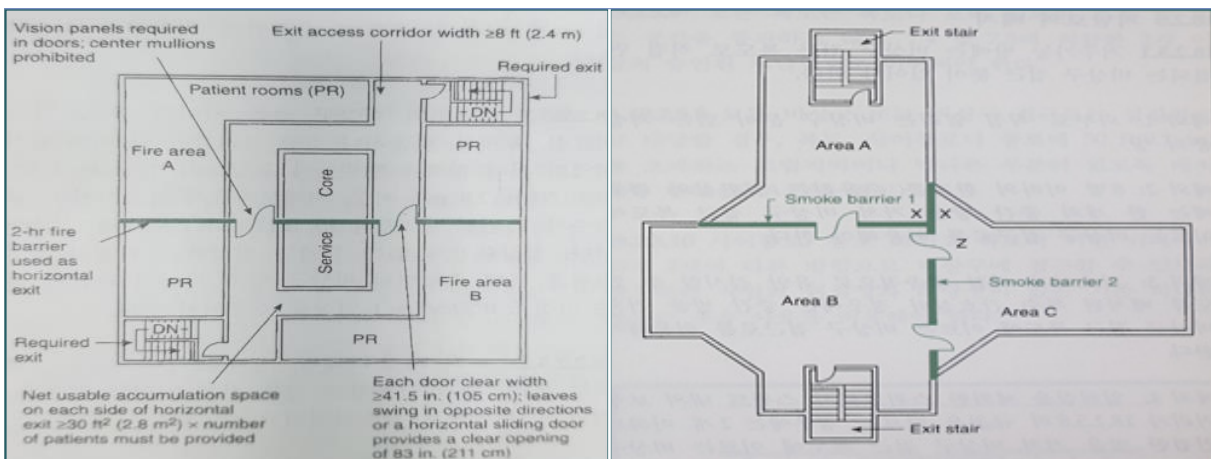 Vision panels required
in doors; center mullions
prohibited
Exit access corridor width ≥8 ft (2.4 m)
Required exit
Patient rooms (PR)
DN
PR
Fire area
A
Core
2-hr fire
barrier
used as
horizontal
exit
Service
PR
Fire area
B
DN
PR
Required
exit
Net usable accumulation space
on each side of horizontal
exit ≥30 ft² (2.8 m²) × number
of patients must be provided
Each door clear width
≥41.5 in. (105 cm); leaves
swing in opposite directions
or a horizontal sliding door
provides a clear opening
of 83 in. (211 cm)
Exit stair
Area A
Smoke barrier 1
X X
Z
Smoke barrier 2
Area B
Area C
Exit stair